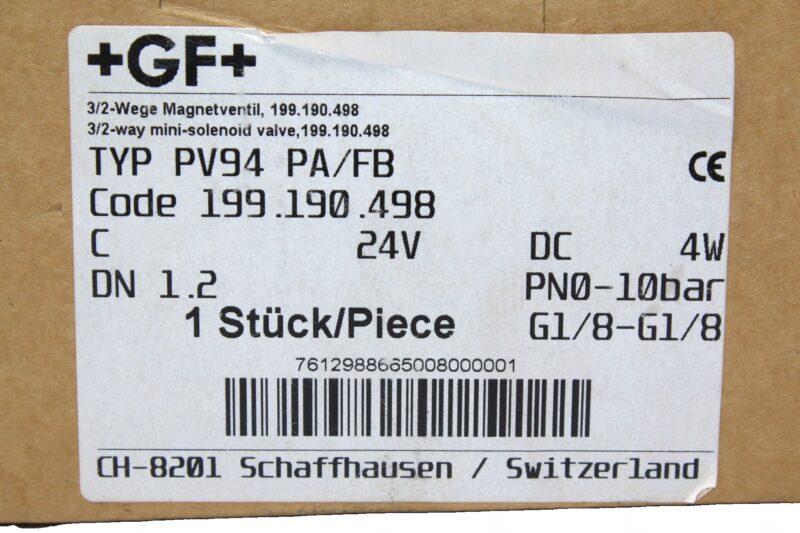 +GF+
3/2-Wege Magnetventil, 199.190.498
3/2-way mini-solenoid valve,199.190.498
TYP PV94 PA/FB CE
Code 199.190.498
C 24V DC 4W
DN 1.2 PN0-10bar
1 Stück/Piece G1/8-G1/8
7612988665008000001
CH-8201 Schaffhausen / Switzerland